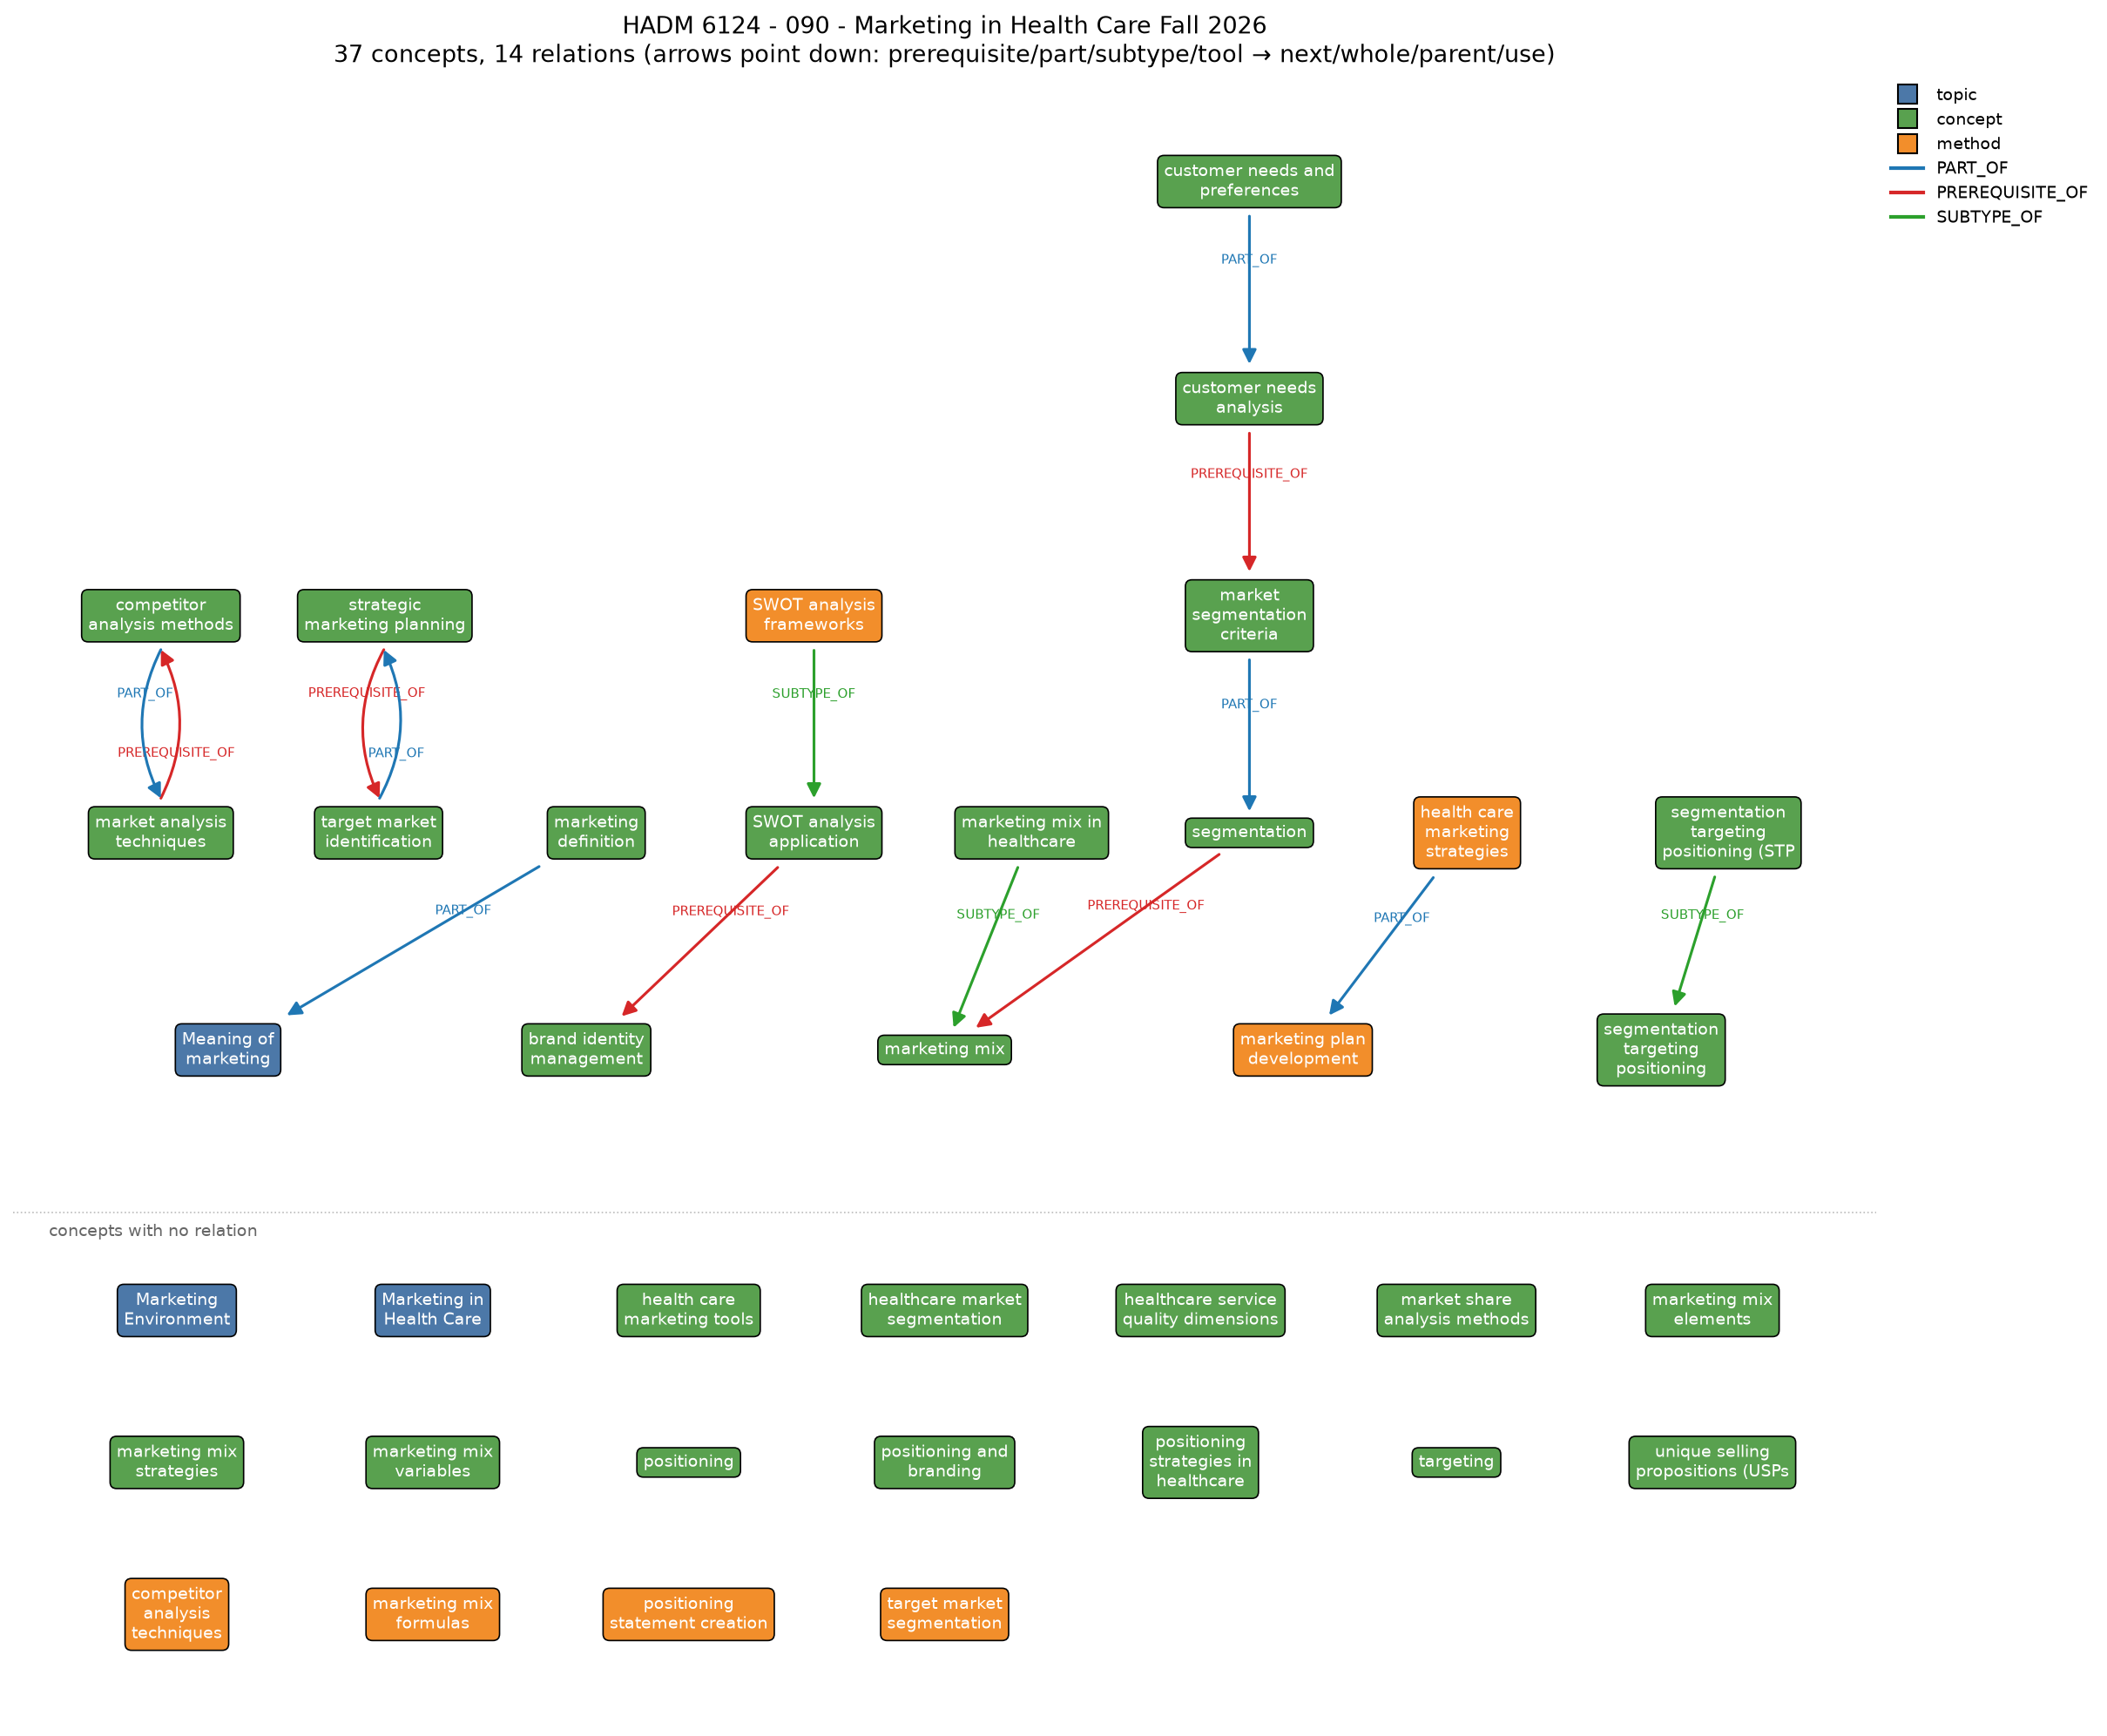 HADM 6124 - 090 - Marketing in Health Care Fall 2026
37 concepts, 14 relations (arrows point down: prerequisite/part/subtype/tool → next/whole/parent/use)
topic
concept
method
PART_OF
PREREQUISITE_OF
SUBTYPE_OF
customer needs and
preferences
PART_OF
customer needs
analysis
PREREQUISITE_OF
competitor
analysis methods
strategic
marketing planning
SWOT analysis
frameworks
market
segmentation
criteria
PART_OF
PREREQUISITE_OF
PREREQUISITE_OF
PART_OF
SUBTYPE_OF
PART_OF
market analysis
techniques
target market
identification
marketing
definition
SWOT analysis
application
marketing mix in
healthcare
segmentation
health care
marketing
strategies
segmentation
targeting
positioning (STP
PART_OF
PREREQUISITE_OF
SUBTYPE_OF
PREREQUISITE_OF
PART_OF
SUBTYPE_OF
Meaning of
marketing
brand identity
management
marketing mix
marketing plan
development
segmentation
targeting
positioning
concepts with no relation
Marketing
Environment
Marketing in
Health Care
health care
marketing tools
healthcare market
segmentation
healthcare service
quality dimensions
market share
analysis methods
marketing mix
elements
marketing mix
strategies
marketing mix
variables
positioning
positioning and
branding
positioning
strategies in
healthcare
targeting
unique selling
propositions (USPs
competitor
analysis
techniques
marketing mix
formulas
positioning
statement creation
target market
segmentation